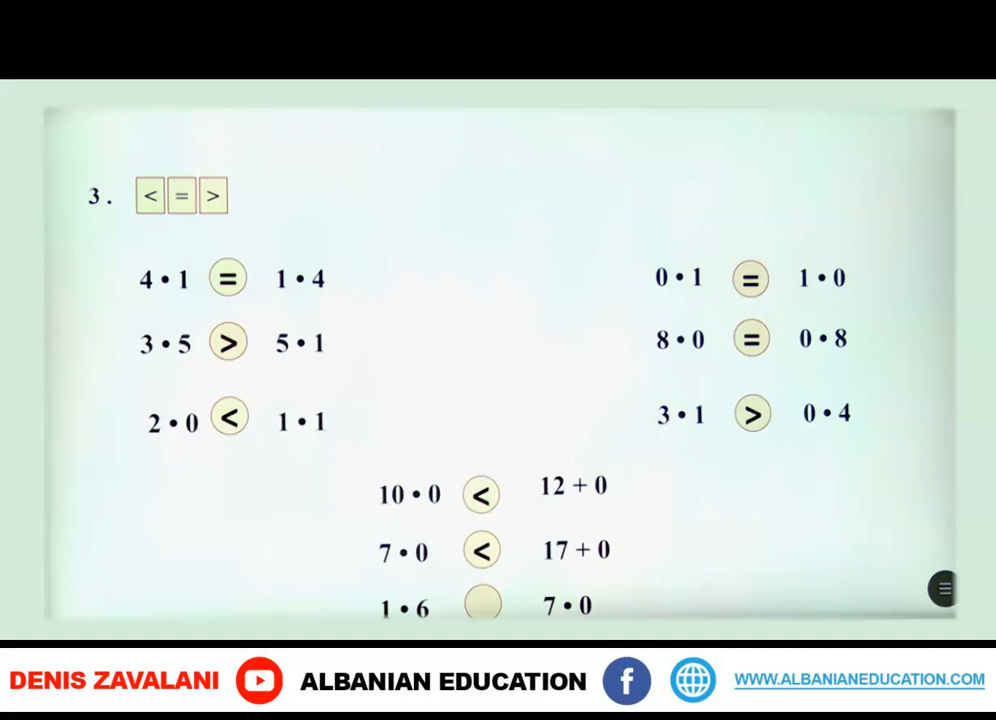 3 . < = >
4 • 1 = 1 • 4
3 • 5 > 5 • 1
2 • 0 < 1 • 1
0 • 1 = 1 • 0
8 • 0 = 0 • 8
3 • 1 > 0 • 4
10 • 0 < 12 + 0
7 • 0 < 17 + 0
1 • 6 7 • 0
DENIS ZAVALANI ALBANIAN EDUCATION f WWW.ALBANIANEDUCATION.COM